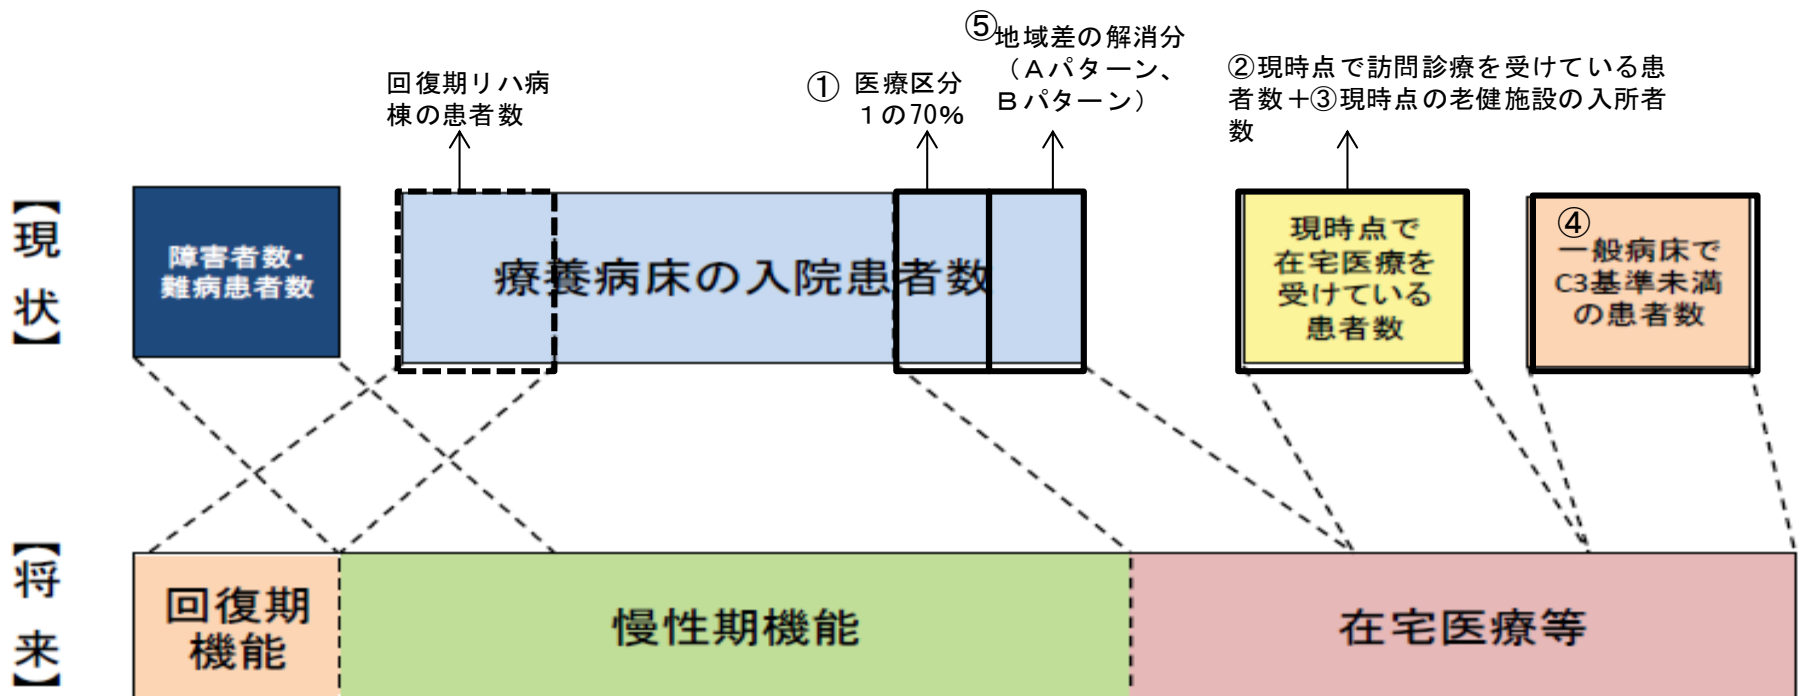 ⑤地域差の解消分
（Ａパターン、
Ｂパターン）
回復期リハ病
棟の患者数
① 医療区分
１の70%
②現時点で訪問診療を受けている患
者数＋③現時点の老健施設の入所者
数
【現状】
障害者数・
難病患者数
療養病床の入院患者数
現時点で
在宅医療を
受けている
患者数
④
一般病床で
C3基準未満
の患者数
【将来】
回復期
機能
慢性期機能
在宅医療等